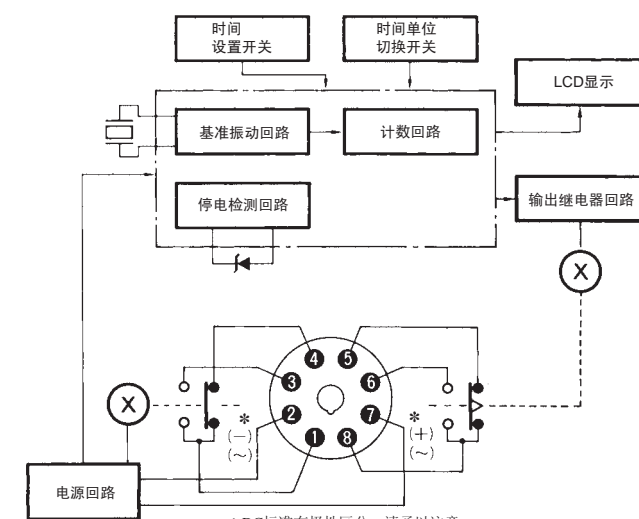 时间
设置开关
时间单位
切换开关
LCD显示
基准振动回路
计数回路
停电检测回路
输出继电器回路
X
4
5
3
6
X
2
7
*
(－)
(～)
*
(＋)
(～)
1
8
电源回路